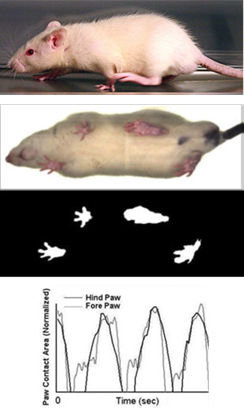 Hind Paw
Fore Paw
Paw Contact Area (Normalized)
0
Time (sec)